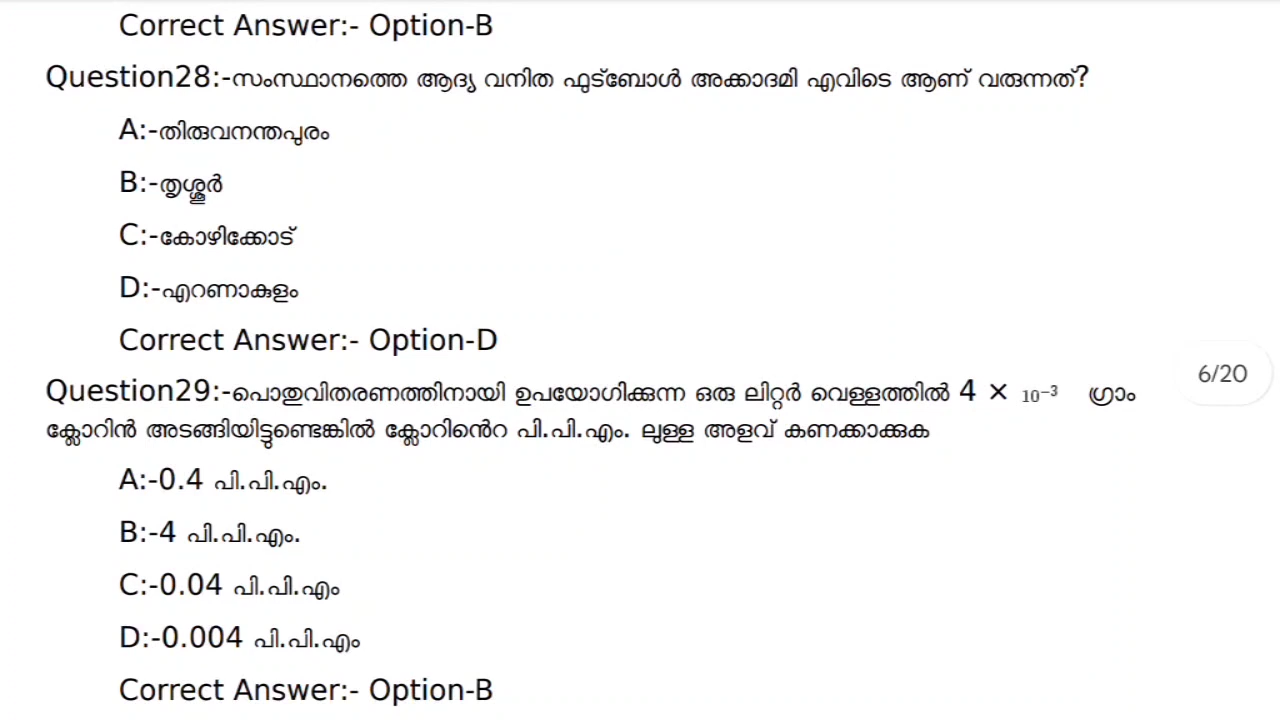 Correct Answer:- Option-B
Question28:-സംസ്ഥാനത്തെ ആദ്യ വനിത ഫുട്ബോൾ അക്കാദമി എവിടെ ആണ് വരുന്നത്?
A:-തിരുവനന്തപുരം
B:-തൃശ്ശൂർ
C:-കോഴിക്കോട്
D:-എറണാകുളം
Correct Answer:- Option-D
Question29:-പൊതുവിതരണത്തിനായി ഉപയോഗിക്കുന്ന ഒരു ലിറ്റർ വെള്ളത്തിൽ 4 × 10⁻³ ഗ്രാം
ക്ലോറിൻ അടങ്ങിയിട്ടുണ്ടെങ്കിൽ ക്ലോറിന്റെ പി.പി.എം. ലുള്ള അളവ് കണക്കാക്കുക
A:-0.4 പി.പി.എം.
B:-4 പി.പി.എം.
C:-0.04 പി.പി.എം
D:-0.004 പി.പി.എം
Correct Answer:- Option-B
6/20